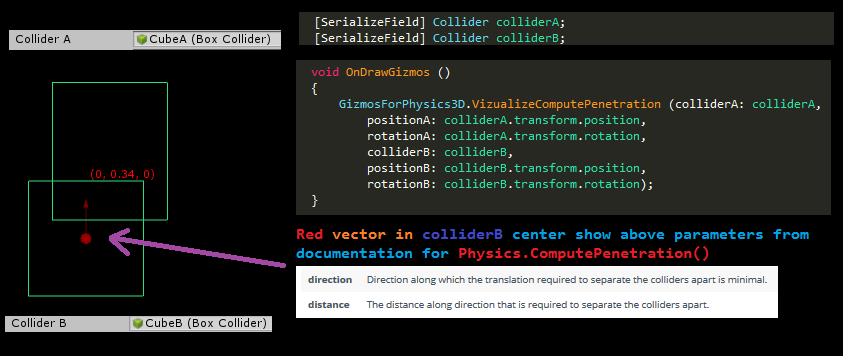 Collider A
CubeA (Box Collider)
[SerializeField] Collider colliderA;
[SerializeField] Collider colliderB;
void OnDrawGizmos ()
{
GizmosForPhysics3D.VizualizeComputePenetration (colliderA: colliderA,
positionA: colliderA.transform.position,
rotationA: colliderA.transform.rotation,
colliderB: colliderB,
positionB: colliderB.transform.position,
rotationB: colliderB.transform.rotation);
}
(0, 0.34, 0)
Red vector in colliderB center show above parameters from
documentation for Physics.ComputePenetration()
direction Direction along which the translation required to separate the colliders apart is minimal.
distance The distance along direction that is required to separate the colliders apart.
Collider B
CubeB (Box Collider)